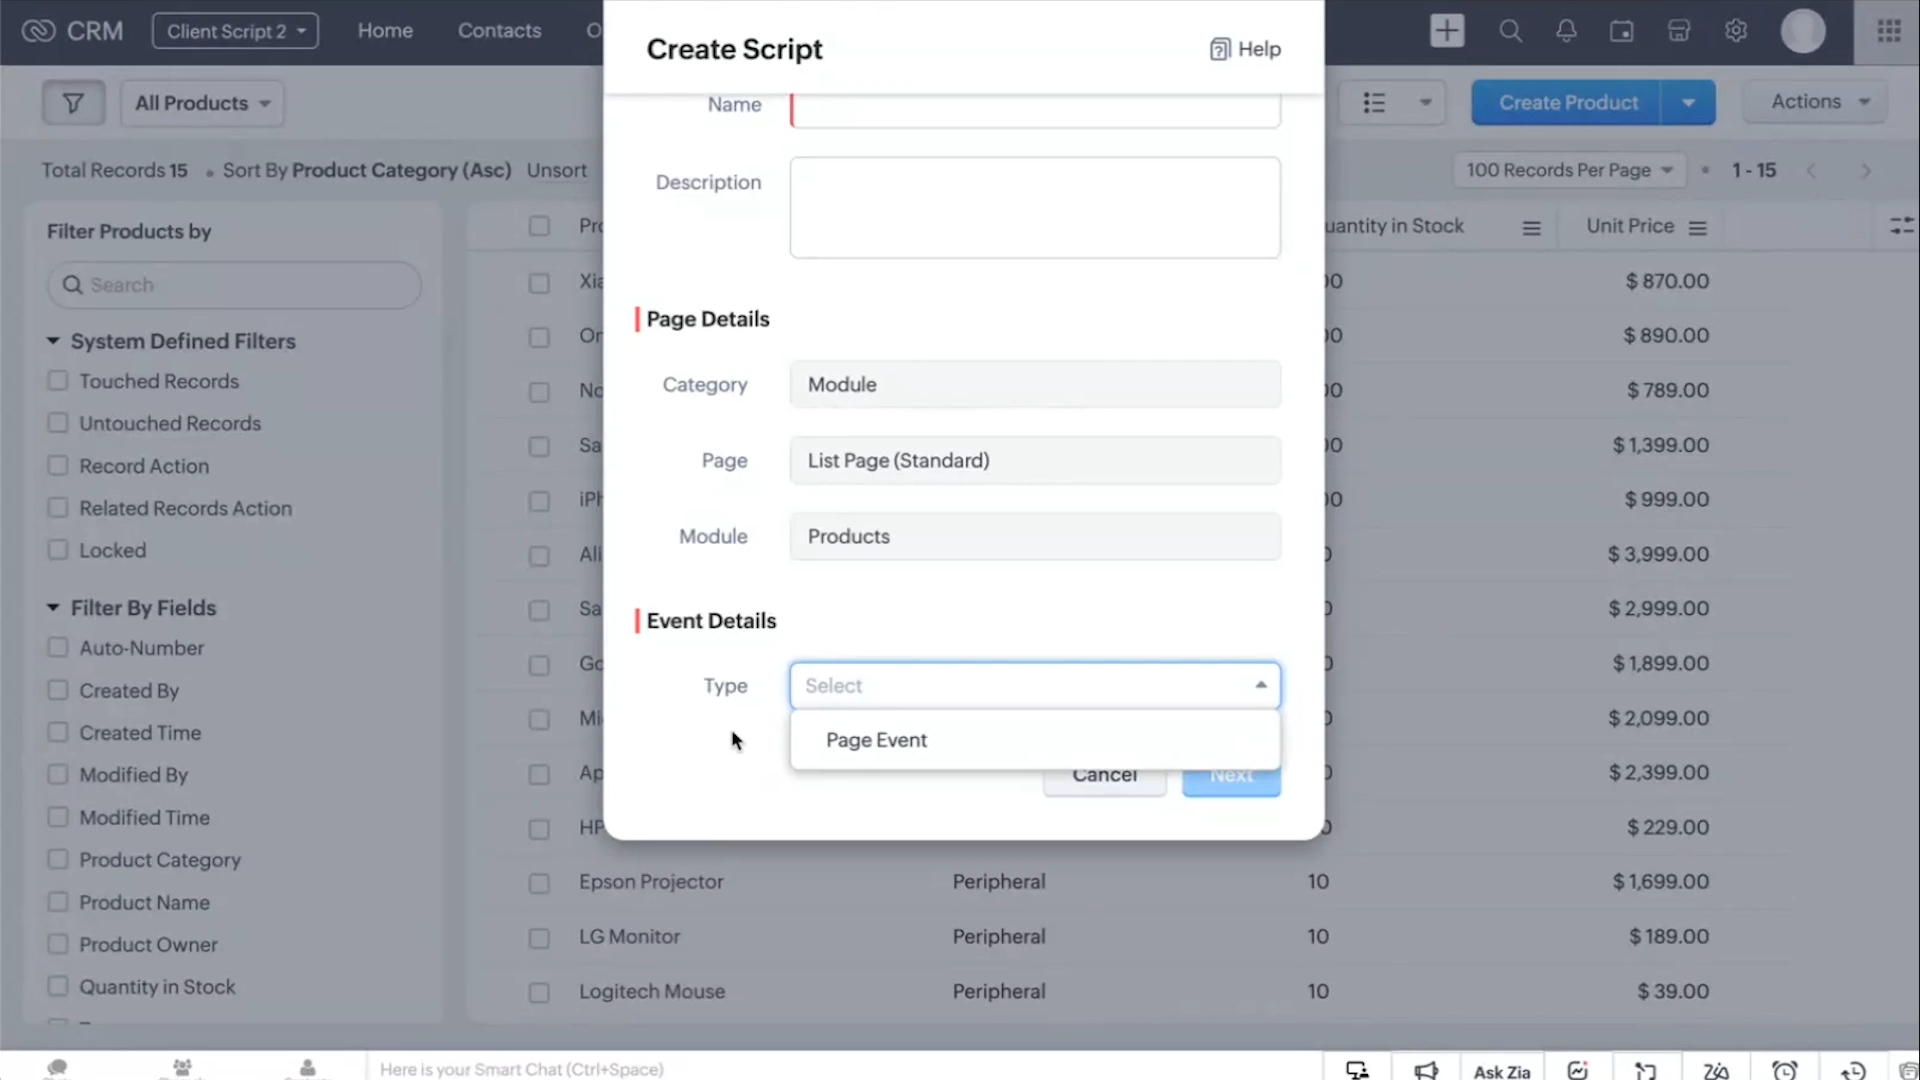 CRM
Client Script 2
Home
Contacts
Create Script
Help
All Products
Create Product
Actions
Total Records 15
Sort By Product Category (Asc)
Unsort
100 Records Per Page
1 - 15
Filter Products by
Search
System Defined Filters
Touched Records
Untouched Records
Record Action
Related Records Action
Locked
Filter By Fields
Auto-Number
Created By
Created Time
Modified By
Modified Time
Product Category
Product Name
Product Owner
Quantity in Stock
Name
Description
Page Details
Category
Module
Page
List Page (Standard)
Module
Products
Event Details
Type
Select
Page Event
Cancel
Next
uantity in Stock
Unit Price
$ 870.00
$ 890.00
$ 789.00
$ 1,399.00
$ 999.00
$ 3,999.00
$ 2,999.00
$ 1,899.00
$ 2,099.00
$ 2,399.00
HP
$ 229.00
Epson Projector Peripheral 10 $ 1,699.00
LG Monitor Peripheral 10 $ 189.00
Logitech Mouse Peripheral 10 $ 39.00
Here is your Smart Chat (Ctrl+Space)
Ask Zia